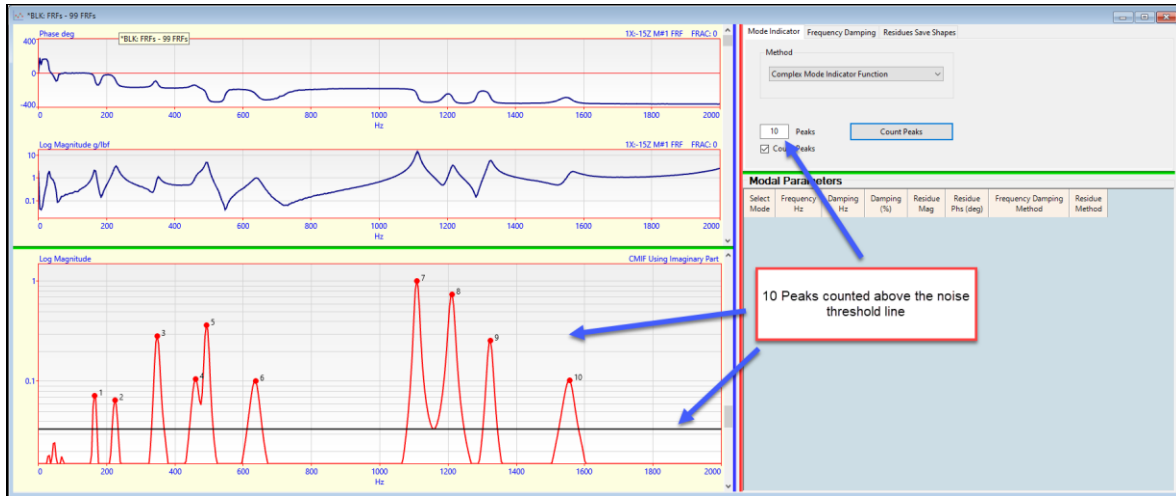 *BLK: FRFs - 99 FRFs
Phase deg
*BLK: FRFs - 99 FRFs
1X:-15Z M#1 FRF FRAC: 0
400
0
-400
0 200 400 600 800 1000 1200 1400 1600 1800 2000
Hz
Log Magnitude g/lbf
1X:-15Z M#1 FRF FRAC: 0
10
1
0.1
0 200 400 600 800 1000 1200 1400 1600 1800 2000
Hz
Log Magnitude
CMIF Using Imaginary Part
1
0.1
1
2
3
4
5
6
7
8
9
10
0 200 400 600 800 1000 1200 1400 1600 1800 2000
Hz
Mode Indicator Frequency Damping Residues Save Shapes
Method
Complex Mode Indicator Function
10 Peaks Count Peaks
Peaks
Modal Parameters
Select Frequency Damping Damping Residue Residue Frequency Damping Residue
Mode Hz Hz (%) Mag Phs (deg) Method Method
10 Peaks counted above the noise
threshold line